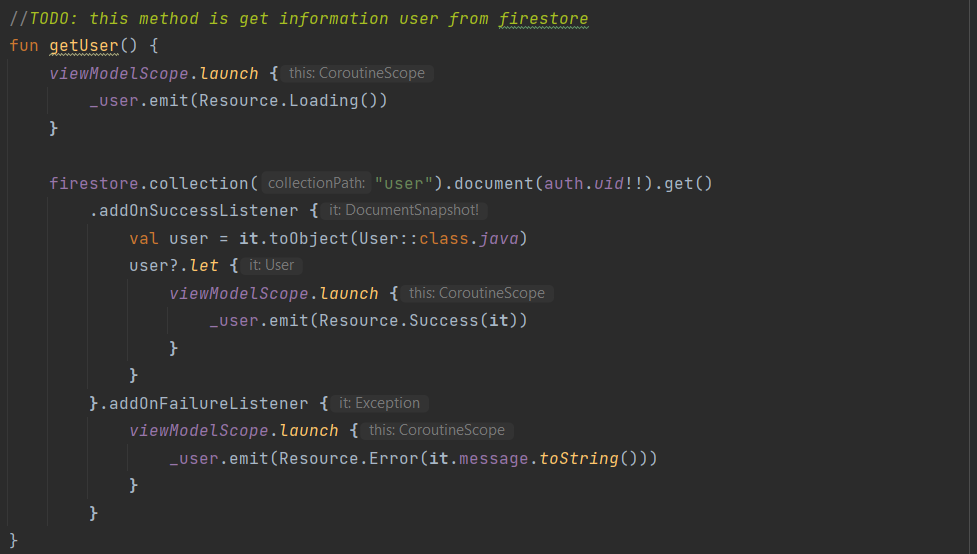 //TODO: this method is get information user from firestore
fun getUser() {
    viewModelScope.launch { this: CoroutineScope
        _user.emit(Resource.Loading())
    }

    firestore.collection( collectionPath: "user").document(auth.uid!!).get()
        .addOnSuccessListener { it: DocumentSnapshot!
            val user = it.toObject(User::class.java)
            user?.let { it: User
                viewModelScope.launch { this: CoroutineScope
                    _user.emit(Resource.Success(it))
                }
            }
        }.addOnFailureListener { it: Exception
            viewModelScope.launch { this: CoroutineScope
                _user.emit(Resource.Error(it.message.toString()))
            }
        }
}